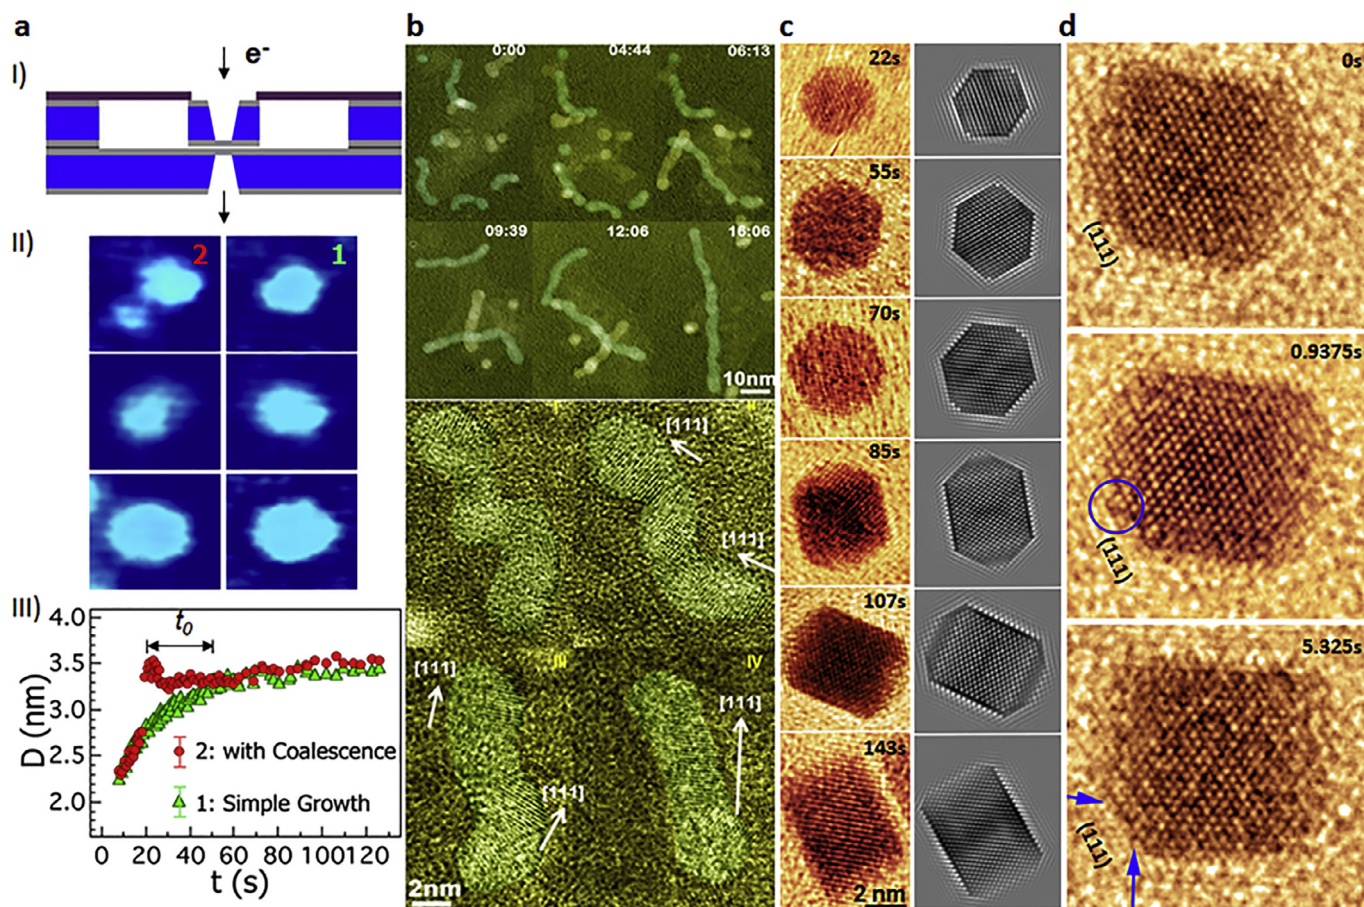 a
b
c
d
I)
e-
II)
2
1
III)
D (nm)
4.0
3.5
3.0
2.5
2.0
t0
2: with Coalescence
1: Simple Growth
0 20 40 60 80 100 120
t (s)
0:00
04:44
06:13
09:39
12:06
16:06
10nm
II
[111]
[111]
III
IV
[111]
[111]
[111]
2nm
22s
55s
70s
85s
107s
143s
2 nm
0s
(111)
0.9375s
(111)
5.325s
(111)